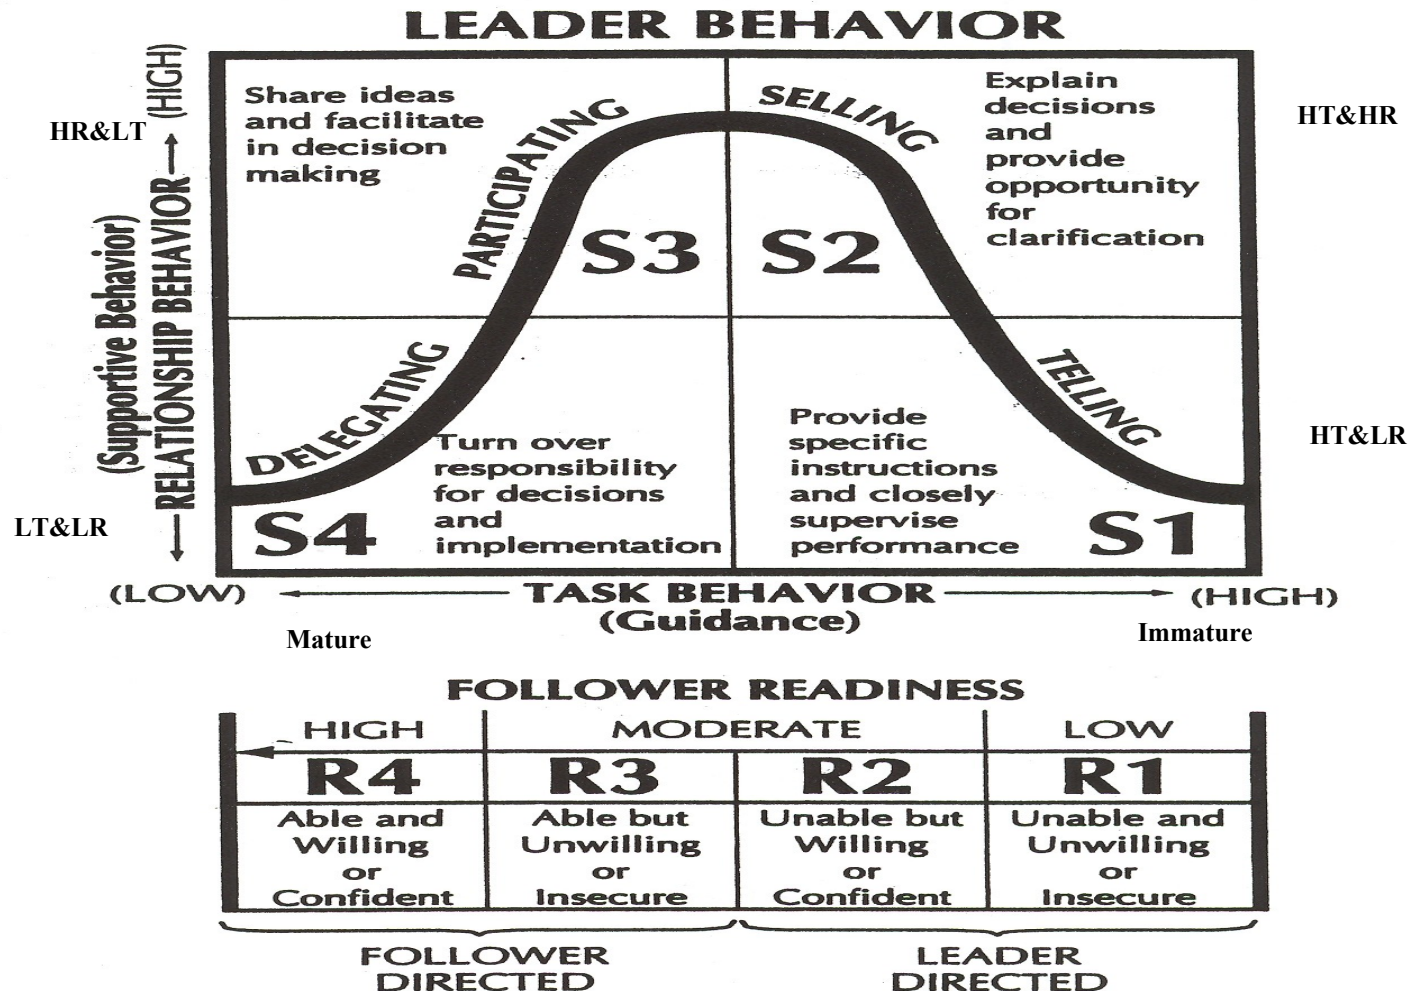 LEADER BEHAVIOR
(HIGH)
HR&LT
(Supportive Behavior)
RELATIONSHIP BEHAVIOR
LT&LR
Share ideas
and facilitate
in decision
making
PARTICIPATING
S3
SELLING
S2
Explain
decisions
and
provide
opportunity
for
clarification
HT&HR
DELEGATING
S4
Turn over
responsibility
for decisions
and
implementation
Provide
specific
instructions
and closely
supervise
performance
TELLING
S1
HT&LR
(LOW) TASK BEHAVIOR (HIGH)
(Guidance)
Mature Immature
FOLLOWER READINESS
HIGH MODERATE LOW
R4 R3 R2 R1
Able and
Willing
or
Confident
Able but
Unwilling
or
Insecure
Unable but
Willing
or
Confident
Unable and
Unwilling
or
Insecure
FOLLOWER
DIRECTED
LEADER
DIRECTED